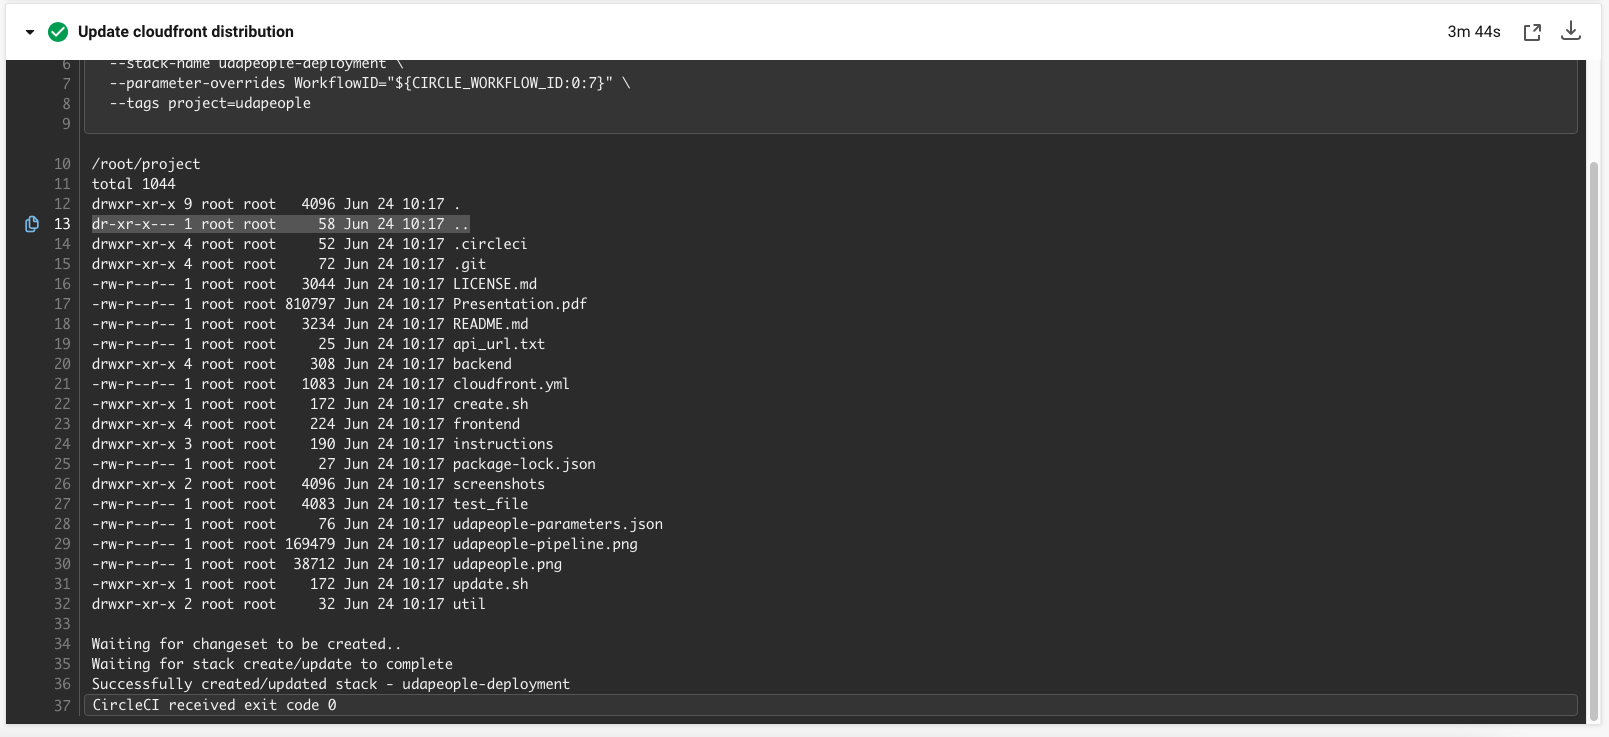 Update cloudfront distribution 3m 44s
6 --stack-name udapeople-deployment \
7 --parameter-overrides WorkflowID="${CIRCLE_WORKFLOW_ID:0:7}" \
8 --tags project=udapeople
9
10 /root/project
11 total 1044
12 drwxr-xr-x 9 root root 4096 Jun 24 10:17 .
13 dr-xr-x--- 1 root root 58 Jun 24 10:17 ..
14 drwxr-xr-x 4 root root 52 Jun 24 10:17 .circleci
15 drwxr-xr-x 4 root root 72 Jun 24 10:17 .git
16 -rw-r--r-- 1 root root 3044 Jun 24 10:17 LICENSE.md
17 -rw-r--r-- 1 root root 810797 Jun 24 10:17 Presentation.pdf
18 -rw-r--r-- 1 root root 3234 Jun 24 10:17 README.md
19 -rw-r--r-- 1 root root 25 Jun 24 10:17 api_url.txt
20 drwxr-xr-x 4 root root 308 Jun 24 10:17 backend
21 -rw-r--r-- 1 root root 1083 Jun 24 10:17 cloudfront.yml
22 -rwxr-xr-x 1 root root 172 Jun 24 10:17 create.sh
23 drwxr-xr-x 4 root root 224 Jun 24 10:17 frontend
24 drwxr-xr-x 3 root root 190 Jun 24 10:17 instructions
25 -rw-r--r-- 1 root root 27 Jun 24 10:17 package-lock.json
26 drwxr-xr-x 2 root root 4096 Jun 24 10:17 screenshots
27 -rw-r--r-- 1 root root 4083 Jun 24 10:17 test_file
28 -rw-r--r-- 1 root root 76 Jun 24 10:17 udapeople-parameters.json
29 -rw-r--r-- 1 root root 169479 Jun 24 10:17 udapeople-pipeline.png
30 -rw-r--r-- 1 root root 38712 Jun 24 10:17 udapeople.png
31 -rwxr-xr-x 1 root root 172 Jun 24 10:17 update.sh
32 drwxr-xr-x 2 root root 32 Jun 24 10:17 util
33
34 Waiting for changeset to be created..
35 Waiting for stack create/update to complete
36 Successfully created/updated stack - udapeople-deployment
37 CircleCI received exit code 0